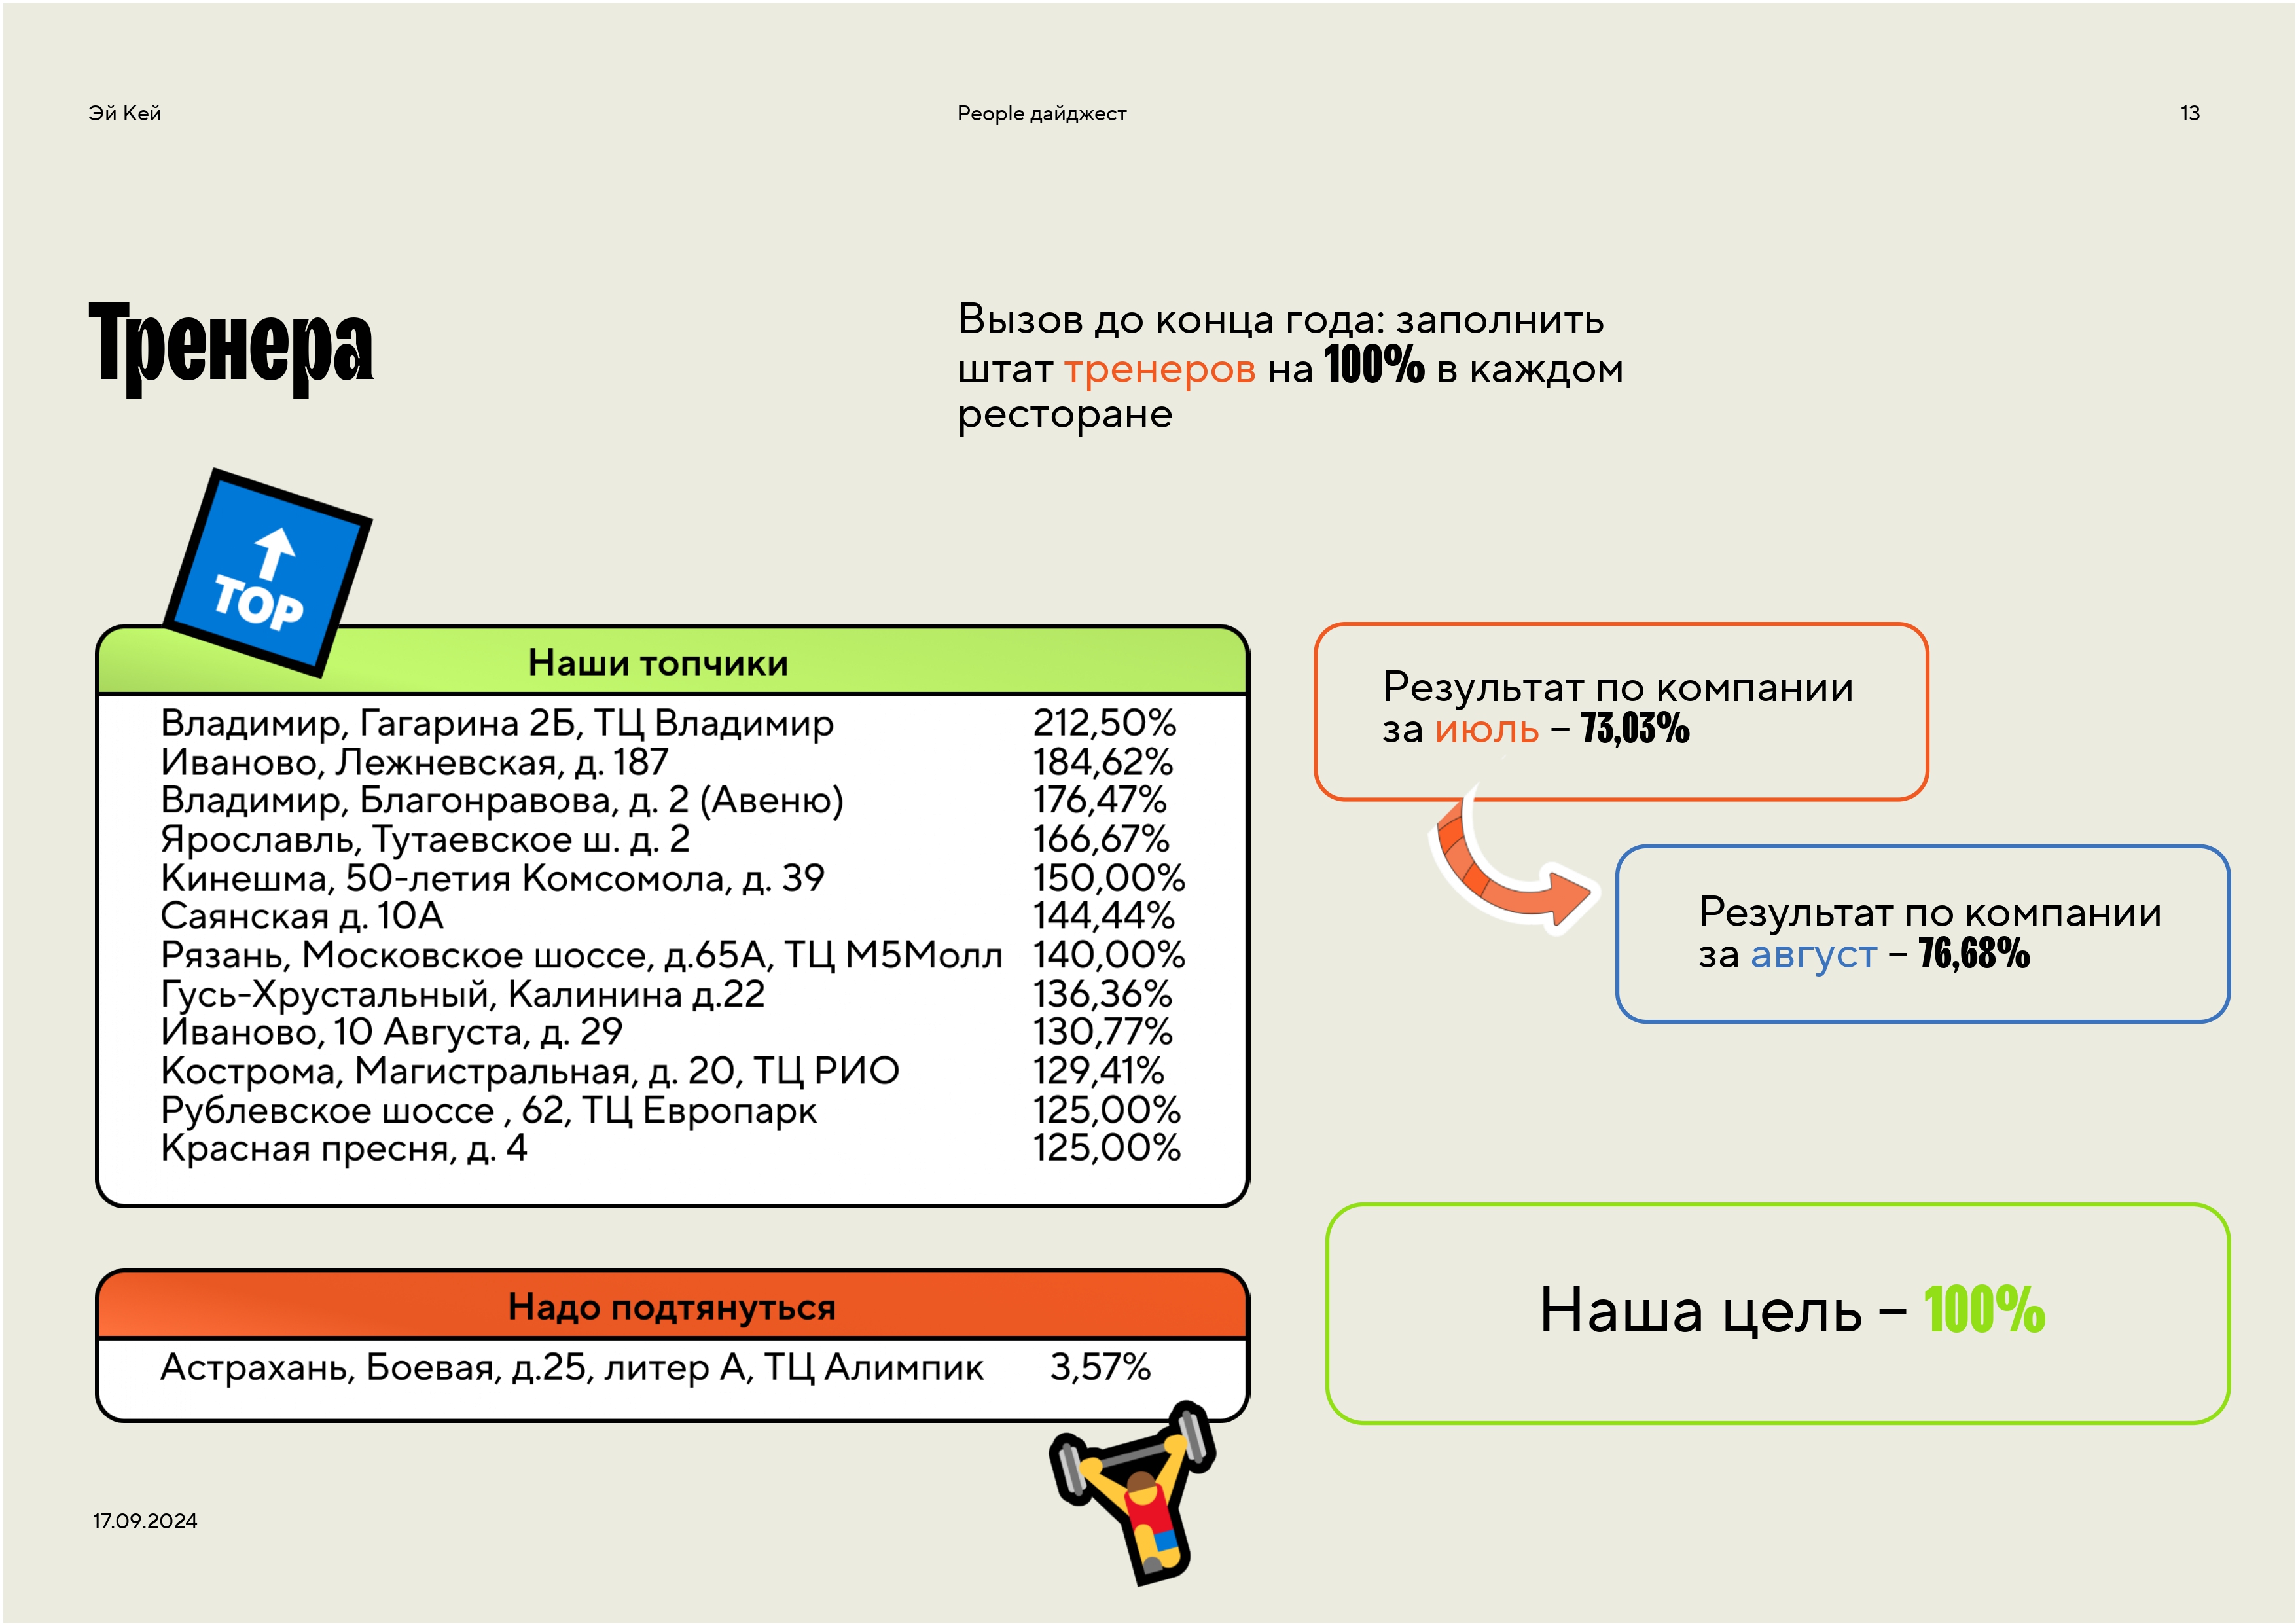 Эй Кей
People дайджест
13
Тренера
Вызов до конца года: заполнить
штат тренеров на 100% в каждом
ресторане
TOP
Наши топчики
Владимир, Гагарина 2Б, ТЦ Владимир 212,50%
Иваново, Лежневская, д. 187 184,62%
Владимир, Благонравова, д. 2 (Авеню) 176,47%
Ярославль, Тутаевское ш. д. 2 166,67%
Кинешма, 50-летия Комсомола, д. 39 150,00%
Саянская д. 10А 144,44%
Рязань, Московское шоссе, д.65А, ТЦ М5Молл 140,00%
Гусь-Хрустальный, Калинина д.22 136,36%
Иваново, 10 Августа, д. 29 130,77%
Кострома, Магистральная, д. 20, ТЦ РИО 129,41%
Рублевское шоссе , 62, ТЦ Европарк 125,00%
Красная пресня, д. 4 125,00%
Надо подтянуться
Астрахань, Боевая, д.25, литер А, ТЦ Алимпик 3,57%
Результат по компании
за июль – 73,03%
Результат по компании
за август – 76,68%
Наша цель – 100%
17.09.2024